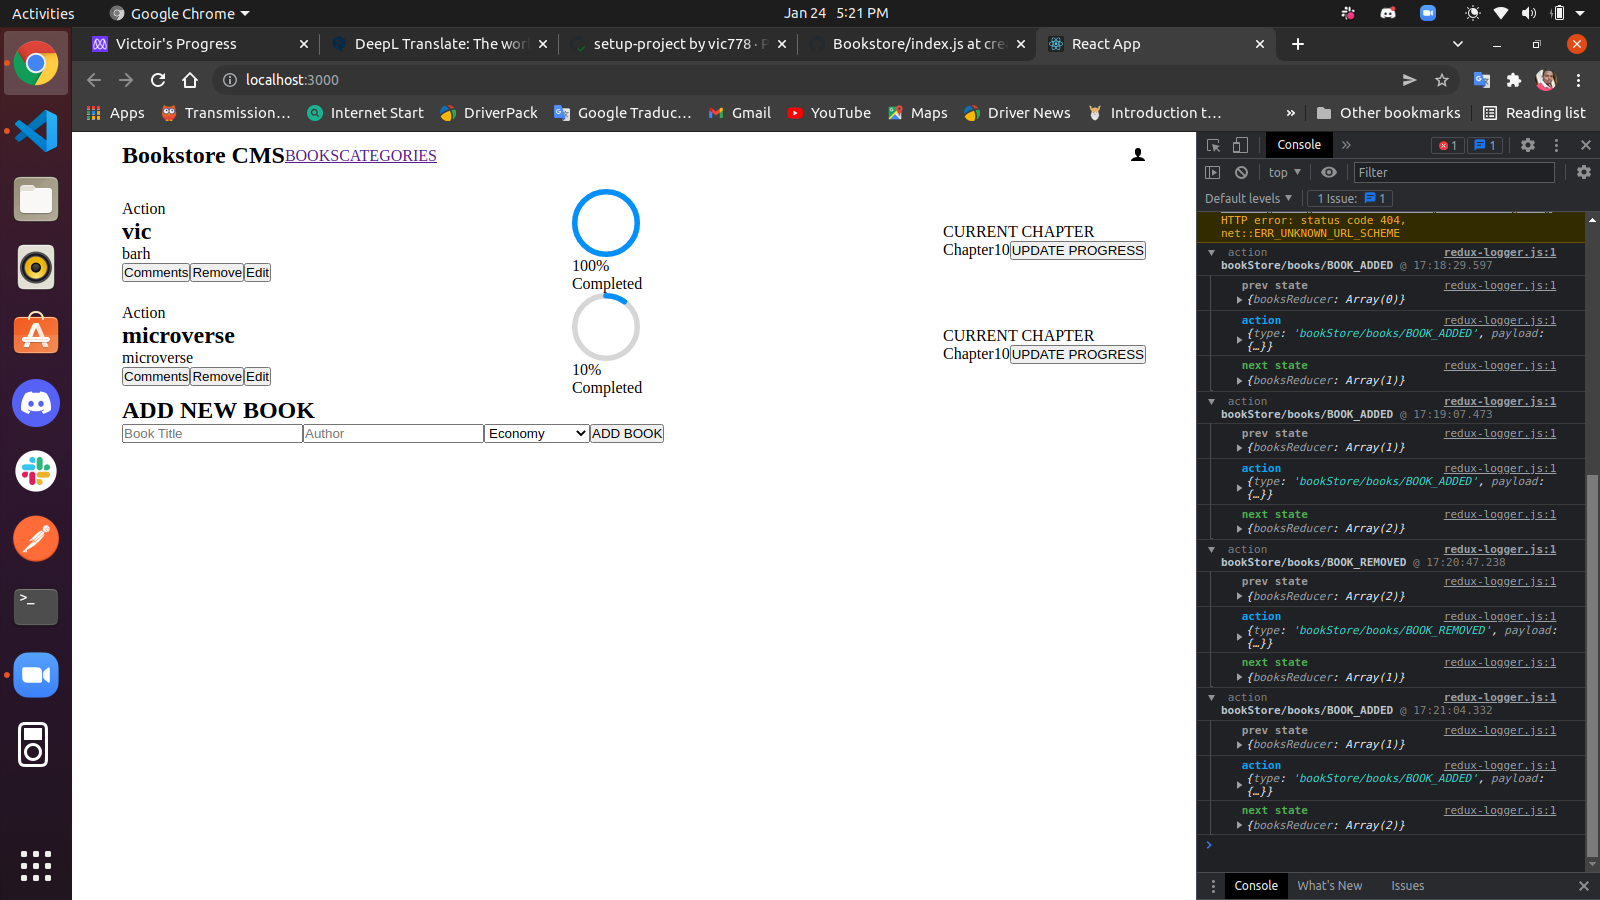 Activities
Google Chrome
Jan 24 5:21 PM
Victoir's Progress
DeepL Translate: The wor
setup-project by vic778 · P
Bookstore/index.js at cre
React App
localhost:3000
Apps
Transmission...
Internet Start
DriverPack
Google Traduc...
Gmail
YouTube
Maps
Driver News
Introduction t...
»
Other bookmarks
Reading list
Bookstore CMS
BOOKS
CATEGORIES
Action
vic
barh
Comments Remove Edit
100%
Completed
CURRENT CHAPTER
Chapter10 UPDATE PROGRESS
Action
microverse
microverse
Comments Remove Edit
10%
Completed
CURRENT CHAPTER
Chapter10 UPDATE PROGRESS
ADD NEW BOOK
Book Title
Author
Economy
ADD BOOK
Console
»
1
1
top
Filter
Default levels
1 Issue: 1
HTTP error: status code 404,
net::ERR_UNKNOWN_URL_SCHEME
action redux-logger.js:1
bookStore/books/BOOK_ADDED @ 17:18:29.597
prev state redux-logger.js:1
{booksReducer: Array(0)}
action redux-logger.js:1
{type: 'bookStore/books/BOOK_ADDED', payload:
{…}}
next state redux-logger.js:1
{booksReducer: Array(1)}
action redux-logger.js:1
bookStore/books/BOOK_ADDED @ 17:19:07.473
prev state redux-logger.js:1
{booksReducer: Array(1)}
action redux-logger.js:1
{type: 'bookStore/books/BOOK_ADDED', payload:
{…}}
next state redux-logger.js:1
{booksReducer: Array(2)}
action redux-logger.js:1
bookStore/books/BOOK_REMOVED @ 17:20:47.238
prev state redux-logger.js:1
{booksReducer: Array(2)}
action redux-logger.js:1
{type: 'bookStore/books/BOOK_REMOVED', payload:
{…}}
next state redux-logger.js:1
{booksReducer: Array(1)}
action redux-logger.js:1
bookStore/books/BOOK_ADDED @ 17:21:04.332
prev state redux-logger.js:1
{booksReducer: Array(1)}
action redux-logger.js:1
{type: 'bookStore/books/BOOK_ADDED', payload:
{…}}
next state redux-logger.js:1
{booksReducer: Array(2)}
Console
What's New
Issues